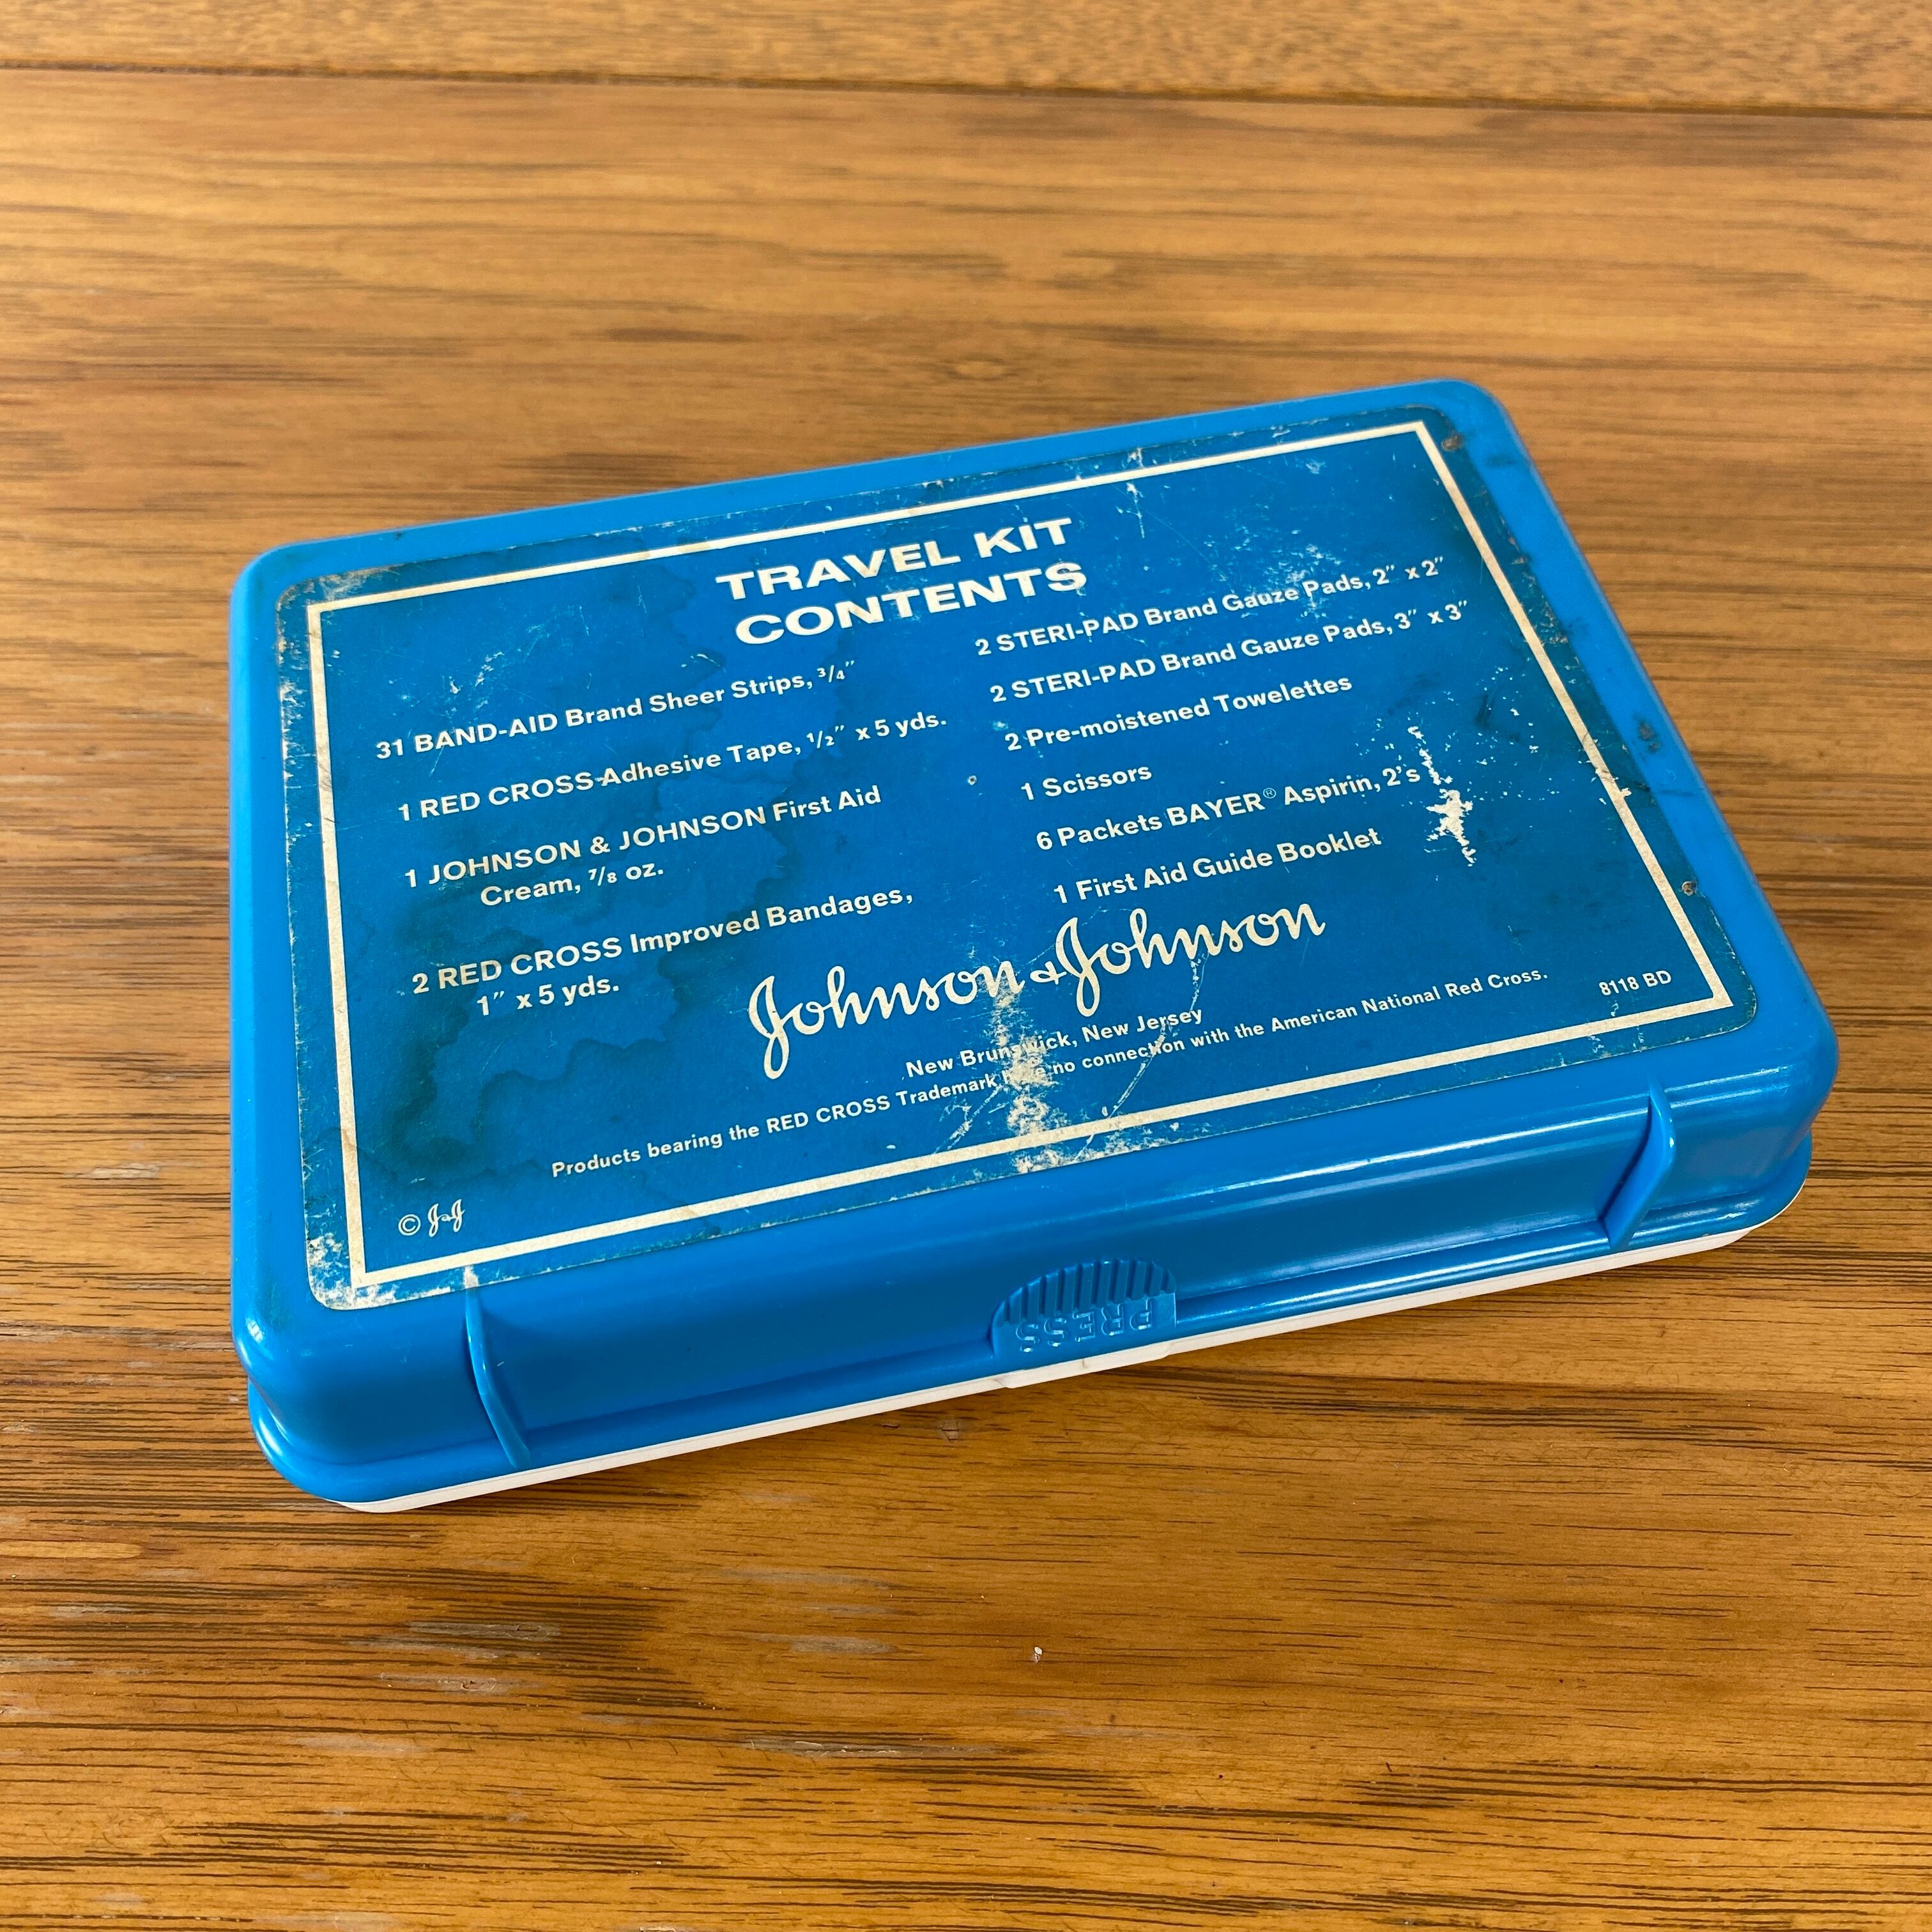 TRAVEL KIT
CONTENTS
31 BAND-AID Brand Sheer Strips, 3/4"
1 RED CROSS Adhesive Tape, 1/2" x 5 yds.
1 JOHNSON & JOHNSON First Aid
Cream, 7/8 oz.
2 RED CROSS Improved Bandages,
1" x 5 yds.
2 STERI-PAD Brand Gauze Pads, 2" x 2"
2 STERI-PAD Brand Gauze Pads, 3" x 3"
2 Pre-moistened Towelettes
1 Scissors
6 Packets BAYER® Aspirin, 2's
1 First Aid Guide Booklet
Johnson & Johnson
New Brunswick, New Jersey
Products bearing the RED CROSS Trademark have no connection with the American National Red Cross.
8118 BD
© J&J
PRESS